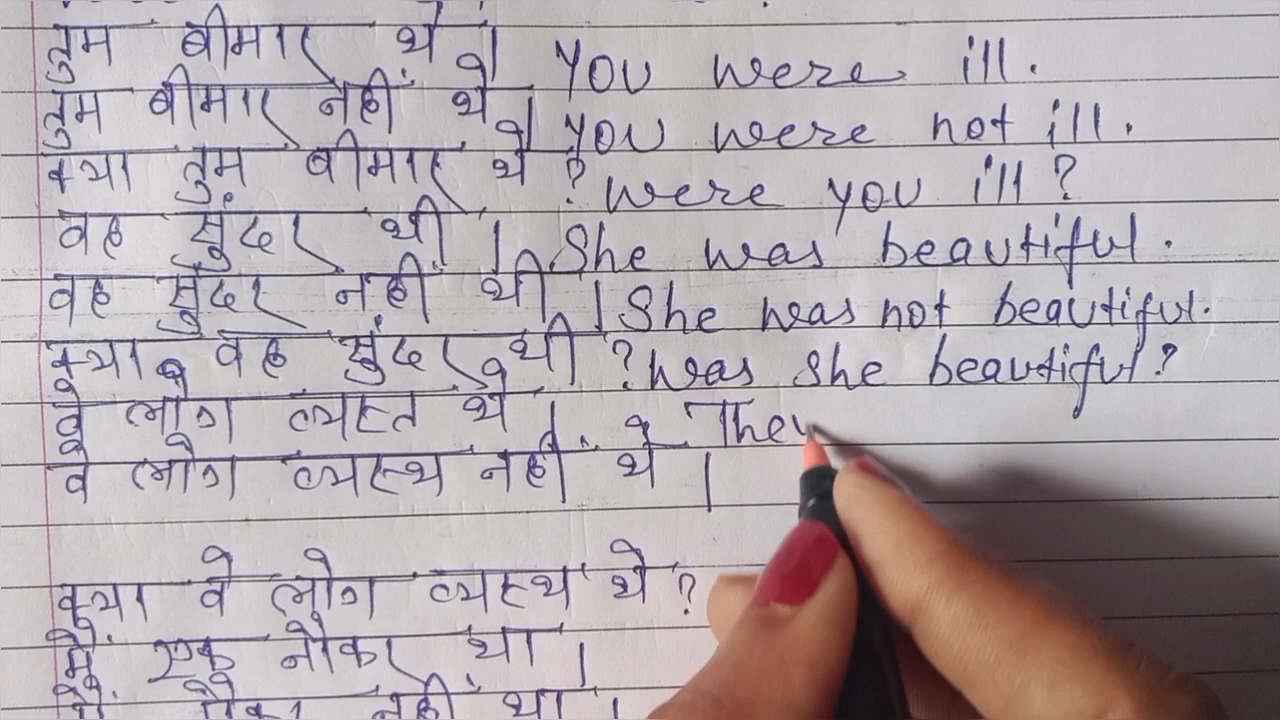 तुम बीमार थे । You were ill.
तुम बीमार नहीं थे । You were not ill.
क्या तुम बीमार थे ? Were you ill ?
वह सुंदर थी । She was beautiful.
वह सुंदर नहीं थी । She was not beautiful.
क्या वह सुंदर थी ? Was she beautiful ?
वे लोग व्यस्त थे ।
वे लोग व्यस्थ नहीं थे । They
क्या वे लोग व्यस्थ थे ?
मैं एक नौकर था ।
नहीं था ।